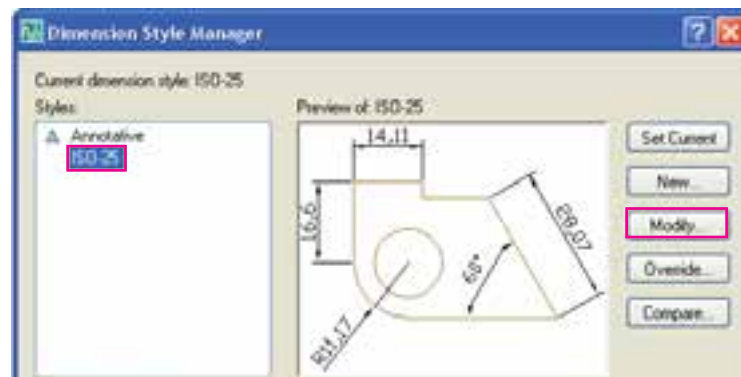 Dimension Style Manager
Current dimension style: ISO-25
Styles:
Annotative
ISO-25
Preview of: ISO-25
14,11
16,6
28,07
60°
R11,17
Set Current
New...
Modify...
Override...
Compare...